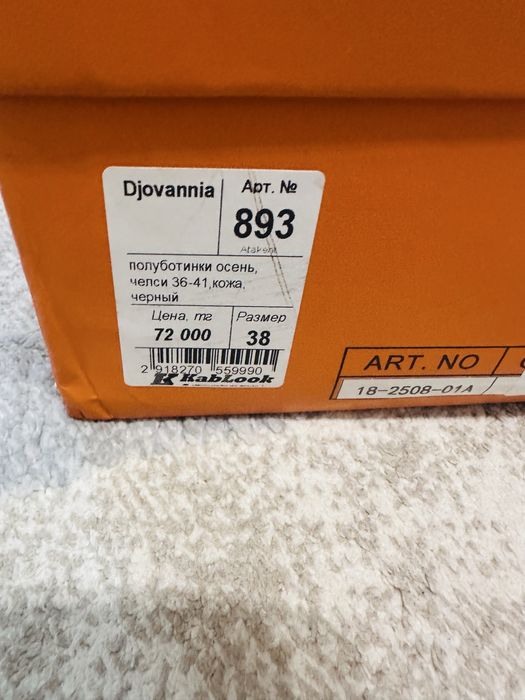 Djovannia
Арт. №
893
Atakent
полуботинки осень,
челси 36-41,кожа,
черный
Цена, тг
Размер
72 000
38
2 918270 559990
KabLook
ART. NO
18-2508-01A